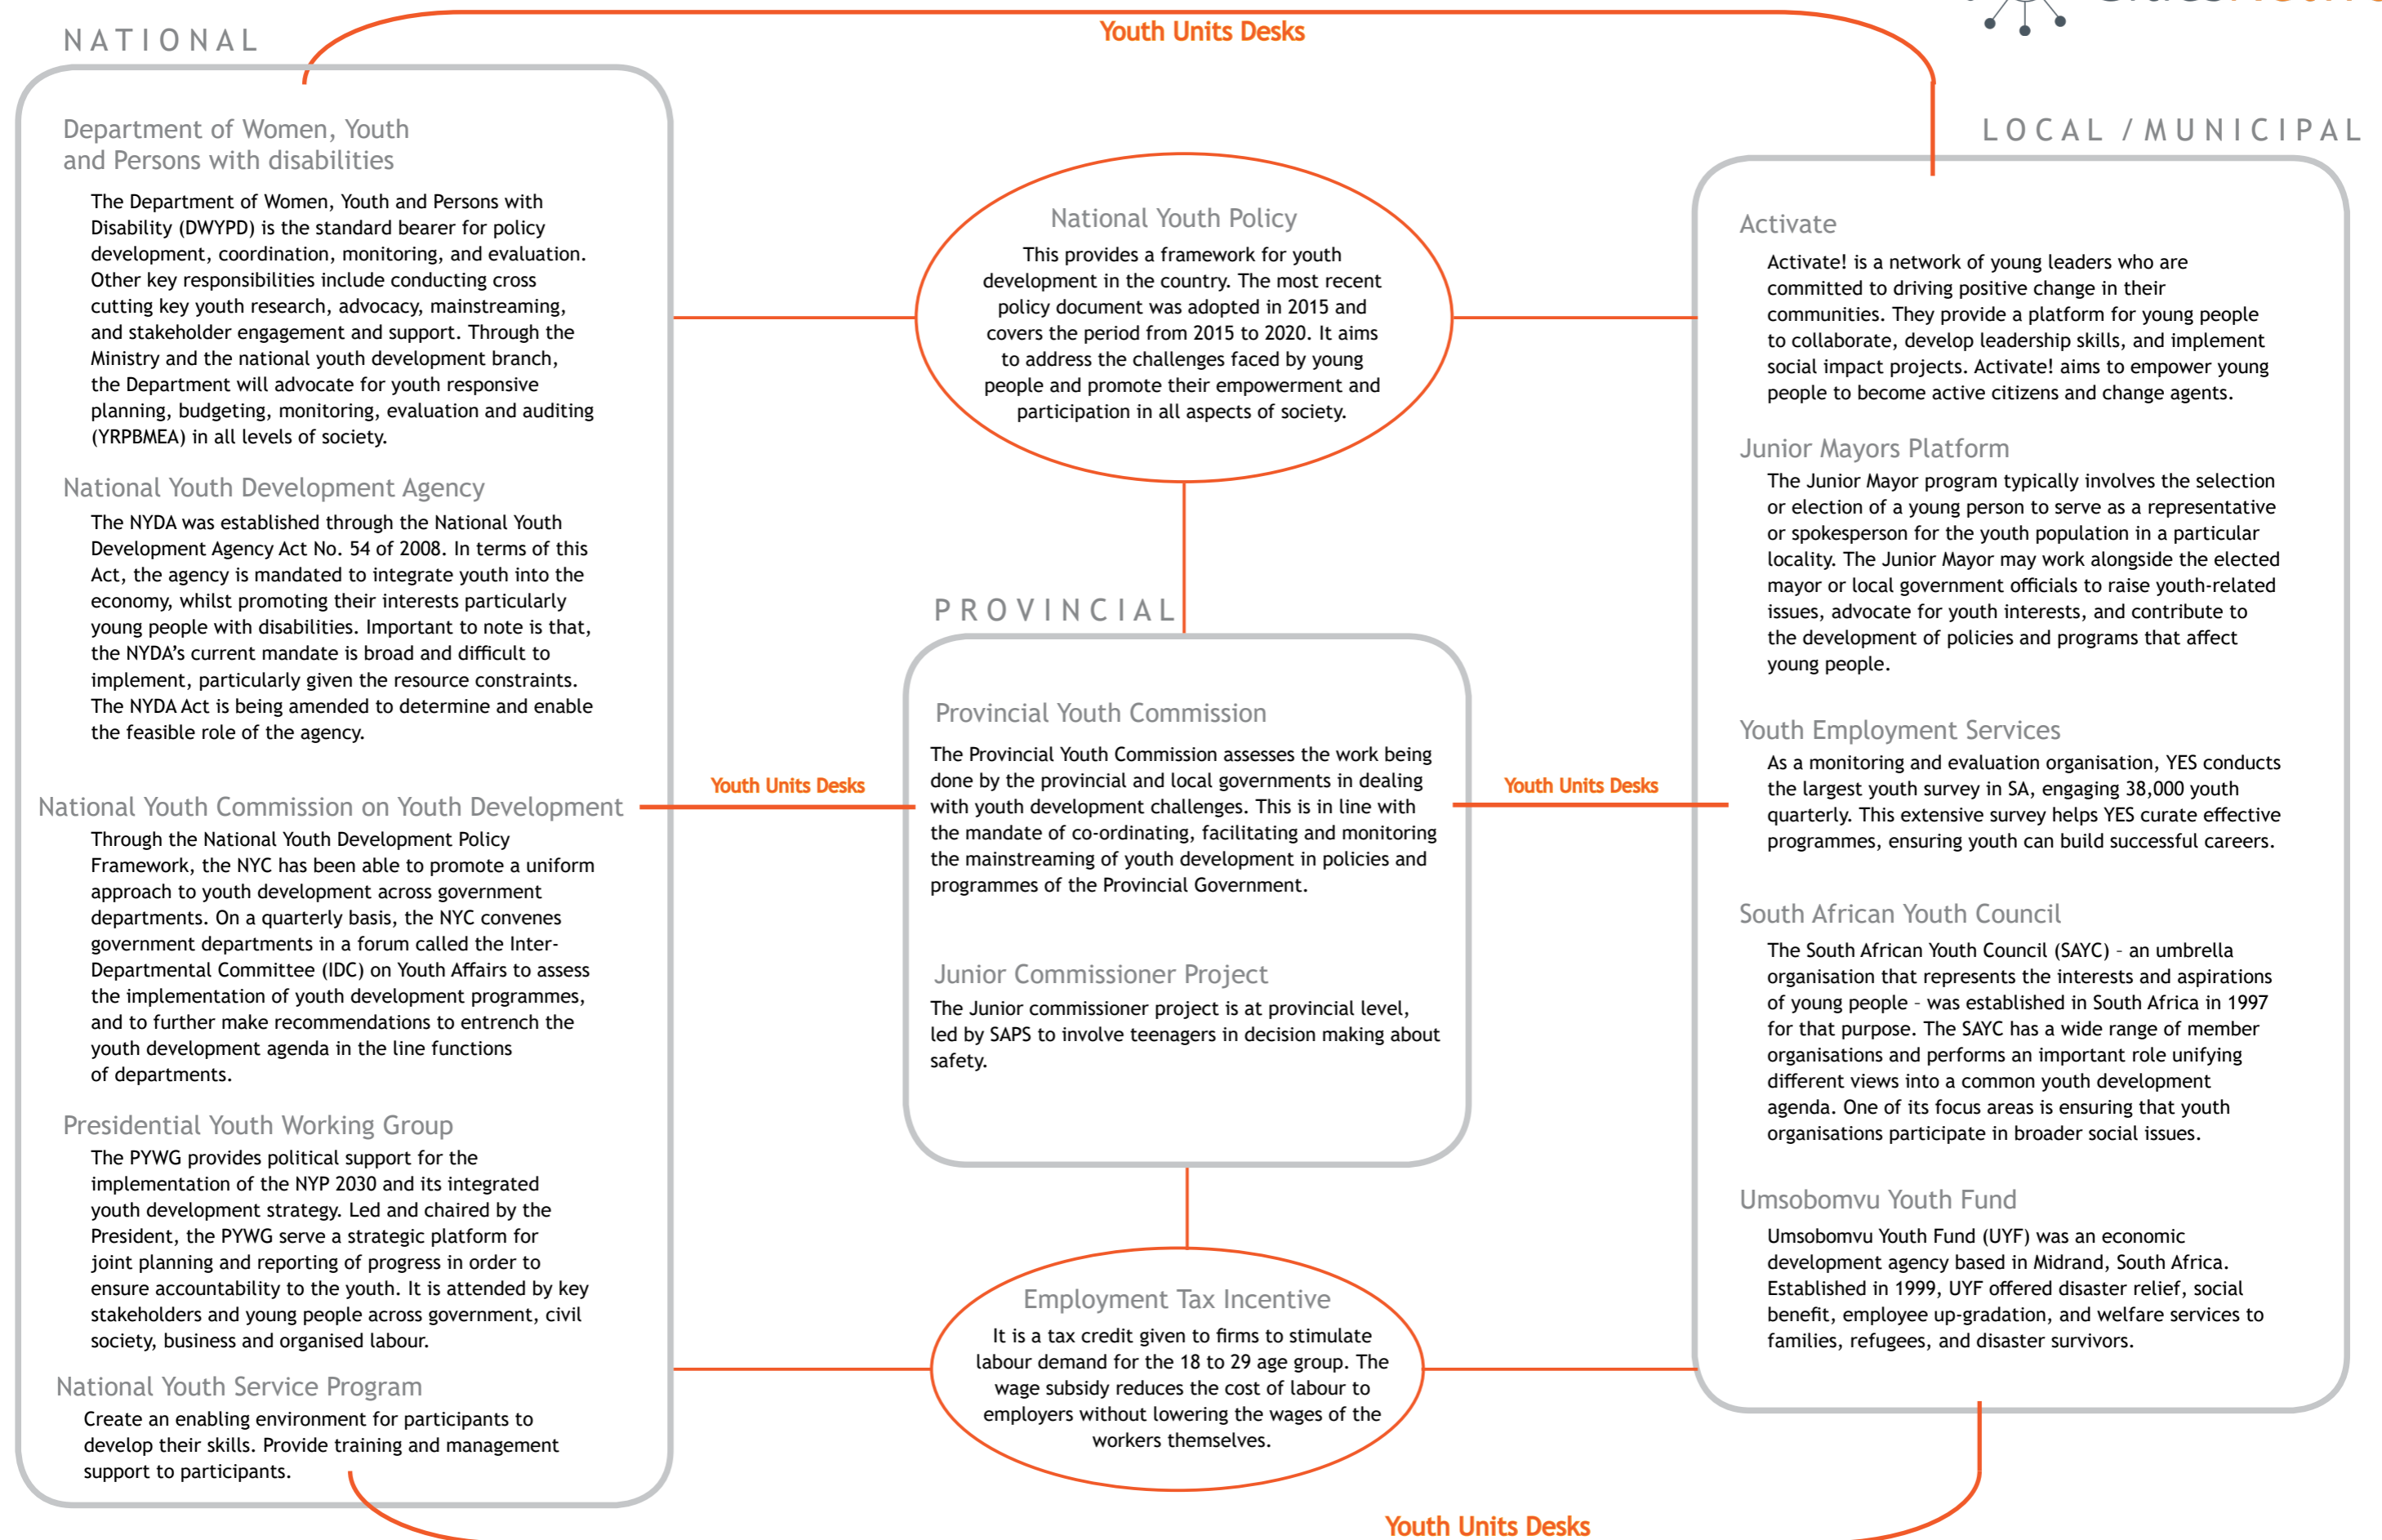 Youth Units Desks
NATIONAL
Department of Women, Youth
and Persons with disabilities
The Department of Women, Youth and Persons with
Disability (DWYPD) is the standard bearer for policy
development, coordination, monitoring, and evaluation.
Other key responsibilities include conducting cross
cutting key youth research, advocacy, mainstreaming,
and stakeholder engagement and support. Through the
Ministry and the national youth development branch,
the Department will advocate for youth responsive
planning, budgeting, monitoring, evaluation and auditing
(YRPBMEA) in all levels of society.
National Youth Development Agency
The NYDA was established through the National Youth
Development Agency Act No. 54 of 2008. In terms of this
Act, the agency is mandated to integrate youth into the
economy, whilst promoting their interests particularly
young people with disabilities. Important to note is that,
the NYDA's current mandate is broad and difficult to
implement, particularly given the resource constraints.
The NYDA Act is being amended to determine and enable
the feasible role of the agency.
National Youth Commission on Youth Development
Through the National Youth Development Policy
Framework, the NYC has been able to promote a uniform
approach to youth development across government
departments. On a quarterly basis, the NYC convenes
government departments in a forum called the Inter-
Departmental Committee (IDC) on Youth Affairs to assess
the implementation of youth development programmes,
and to further make recommendations to entrench the
youth development agenda in the line functions
of departments.
Presidential Youth Working Group
The PYWG provides political support for the
implementation of the NYP 2030 and its integrated
youth development strategy. Led and chaired by the
President, the PYWG serve a strategic platform for
joint planning and reporting of progress in order to
ensure accountability to the youth. It is attended by key
stakeholders and young people across government, civil
society, business and organised labour.
National Youth Service Program
Create an enabling environment for participants to
develop their skills. Provide training and management
support to participants.
National Youth Policy
This provides a framework for youth
development in the country. The most recent
policy document was adopted in 2015 and
covers the period from 2015 to 2020. It aims
to address the challenges faced by young
people and promote their empowerment and
participation in all aspects of society.
Youth Units Desks
PROVINCIAL
Provincial Youth Commission
The Provincial Youth Commission assesses the work being
done by the provincial and local governments in dealing
with youth development challenges. This is in line with
the mandate of co-ordinating, facilitating and monitoring
the mainstreaming of youth development in policies and
programmes of the Provincial Government.
Junior Commissioner Project
The Junior commissioner project is at provincial level,
led by SAPS to involve teenagers in decision making about
safety.
Youth Units Desks
Employment Tax Incentive
It is a tax credit given to firms to stimulate
labour demand for the 18 to 29 age group. The
wage subsidy reduces the cost of labour to
employers without lowering the wages of the
workers themselves.
LOCAL / MUNICIPAL
Activate
Activate! is a network of young leaders who are
committed to driving positive change in their
communities. They provide a platform for young people
to collaborate, develop leadership skills, and implement
social impact projects. Activate! aims to empower young
people to become active citizens and change agents.
Junior Mayors Platform
The Junior Mayor program typically involves the selection
or election of a young person to serve as a representative
or spokesperson for the youth population in a particular
locality. The Junior Mayor may work alongside the elected
mayor or local government officials to raise youth-related
issues, advocate for youth interests, and contribute to
the development of policies and programs that affect
young people.
Youth Employment Services
As a monitoring and evaluation organisation, YES conducts
the largest youth survey in SA, engaging 38,000 youth
quarterly. This extensive survey helps YES curate effective
programmes, ensuring youth can build successful careers.
South African Youth Council
The South African Youth Council (SAYC) – an umbrella
organisation that represents the interests and aspirations
of young people – was established in South Africa in 1997
for that purpose. The SAYC has a wide range of member
organisations and performs an important role unifying
different views into a common youth development
agenda. One of its focus areas is ensuring that youth
organisations participate in broader social issues.
Umsobomvu Youth Fund
Umsobomvu Youth Fund (UYF) was an economic
development agency based in Midrand, South Africa.
Established in 1999, UYF offered disaster relief, social
benefit, employee up-gradation, and welfare services to
families, refugees, and disaster survivors.
Youth Units Desks